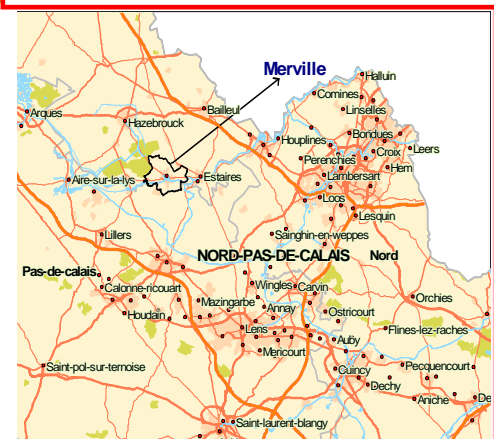 Merville
Halluin
Comines
Linselles
Arques
Bailleul
Hazebrouck
Houplines
Bondues
Leers
Croix
Perenchies
Hem
Lambersart
Aire-sur-la-lys
Estaires
Loos
Lesquin
Lillers
Sainghin-en-weppes
NORD-PAS-DE-CALAIS
Nord
Pas-de-calais
Calonne-ricouart
Wingles
Carvin
Orchies
Mazingarbe
Annay
Houdain
Ostricourt
Lens
Flines-lez-raches
Auby
Mericourt
Saint-pol-sur-ternoise
Pecquencourt
Cuincy
Dechy
Aniche
De
Saint-laurent-blangy